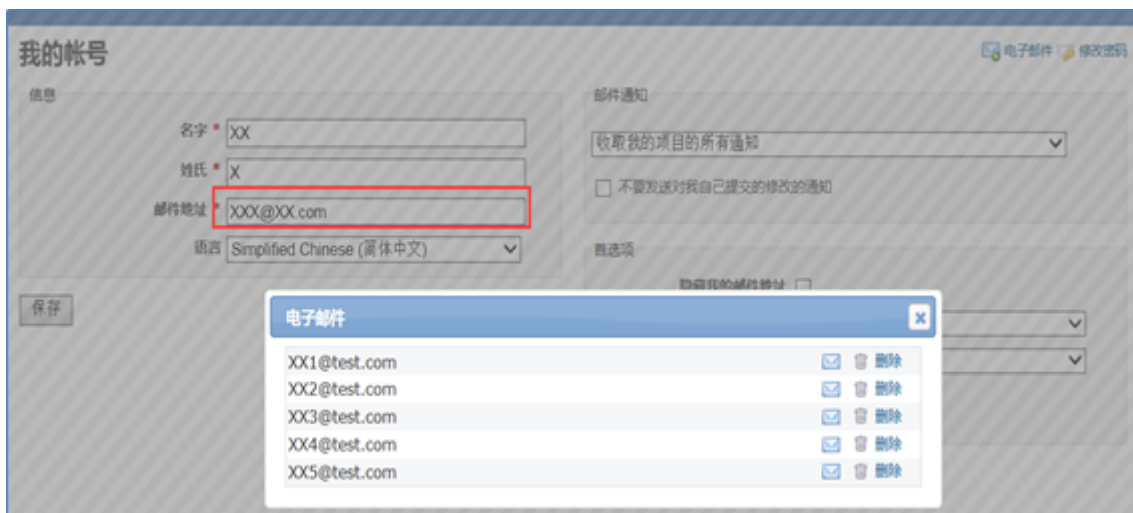 我的帐号
电子邮件 修改密码
信息
名字 * XX
姓氏 * X
邮件地址 * XXX@XX.com
语言 Simplified Chinese (简体中文)
保存
邮件通知
收取我的项目的所有通知
不要发送对我自己提交的修改的通知
首选项
隐藏我的邮件地址
电子邮件
XX1@test.com 删除
XX2@test.com 删除
XX3@test.com 删除
XX4@test.com 删除
XX5@test.com 删除